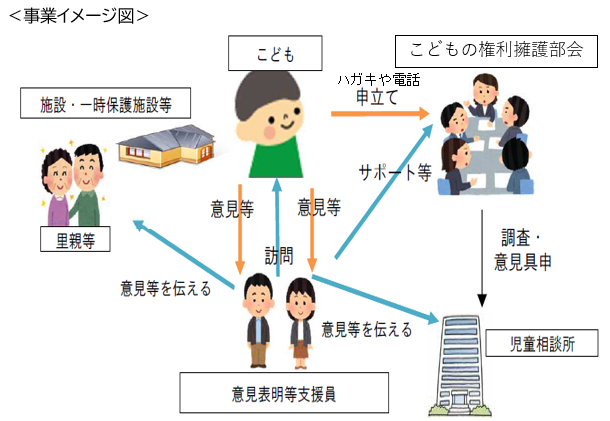 ＜事業イメージ図＞
こども
こどもの権利擁護部会
ハガキや電話
申立て
施設・一時保護施設等
サポート等
意見等
意見等
里親等
訪問
調査・
意見具申
意見等を伝える
意見等を伝える
児童相談所
意見表明等支援員